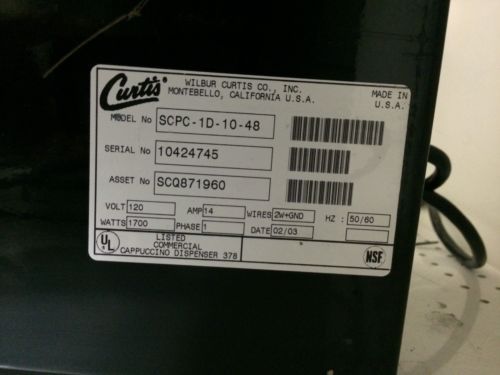 Curtis
WILBUR CURTIS CO., INC.
MONTEBELLO, CALIFORNIA U.S.A.
MADE IN
U.S.A.
MODEL No SCPC-1D-10-48
SERIAL No 10424745
ASSET No SCQ871960
VOLT 120 AMP 14 WIRES 2W+GND HZ : 50/60
WATTS 1700 PHASE 1 DATE 02/03
UL LISTED
COMMERCIAL
CAPPUCCINO DISPENSER 378
NSF